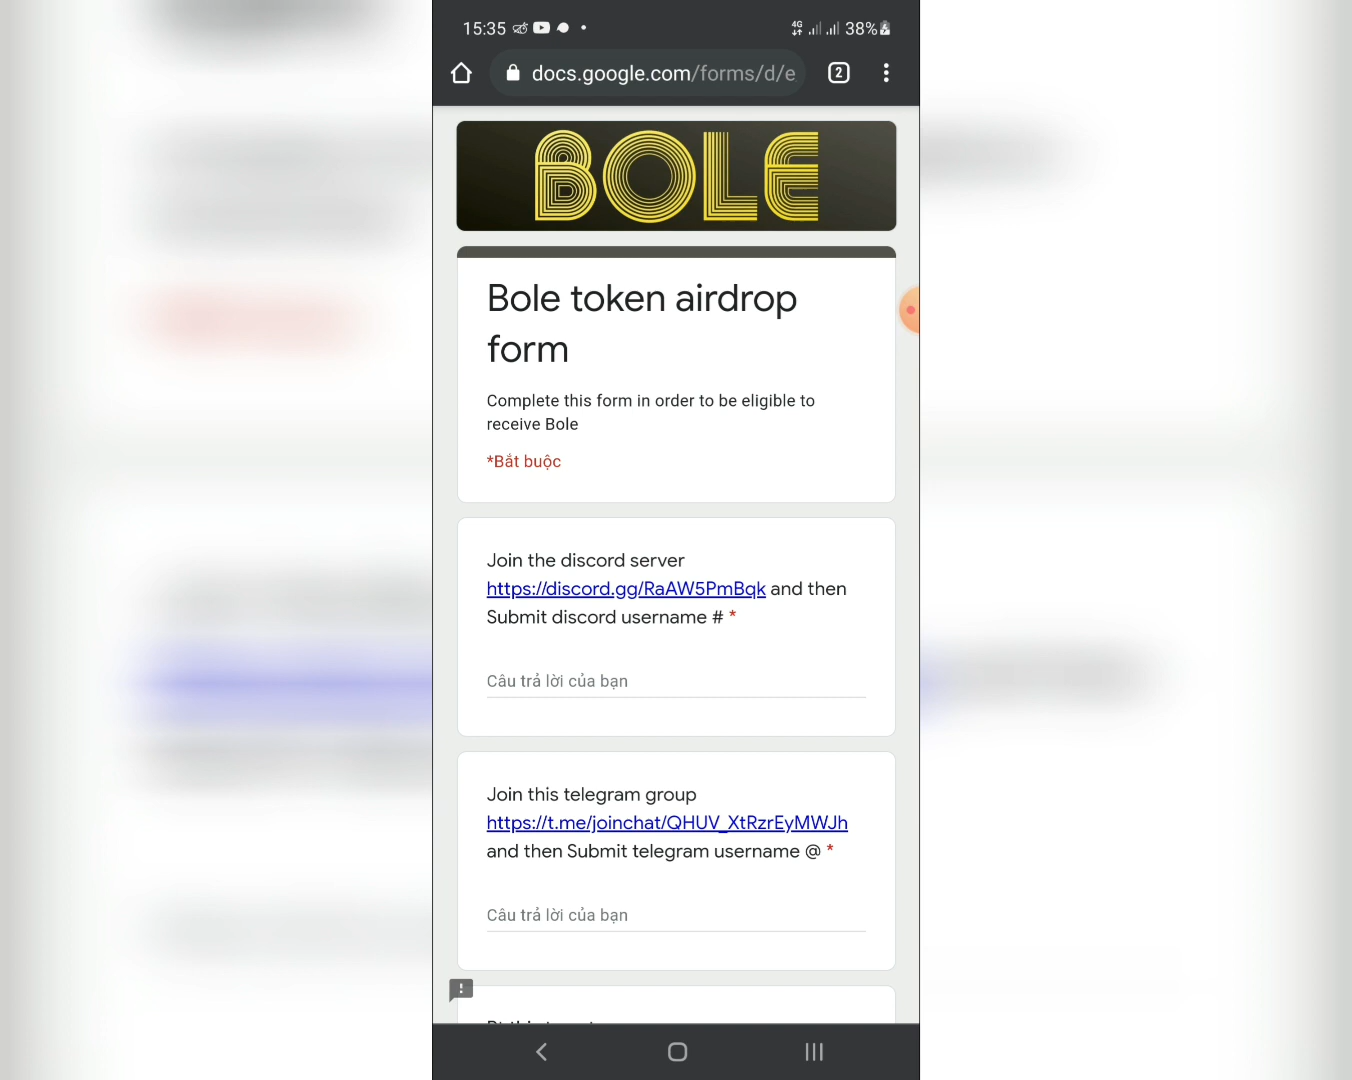 15:35
4G
38%
docs.google.com/forms/d/e
2
BOLE
Bole token airdrop
form
Complete this form in order to be eligible to
receive Bole
*Bắt buộc
Join the discord server
https://discord.gg/RaAW5PmBqk and then
Submit discord username # *
Câu trả lời của bạn
Join this telegram group
https://t.me/joinchat/QHUV_XtRzrEyMWJh
and then Submit telegram username @ *
Câu trả lời của bạn